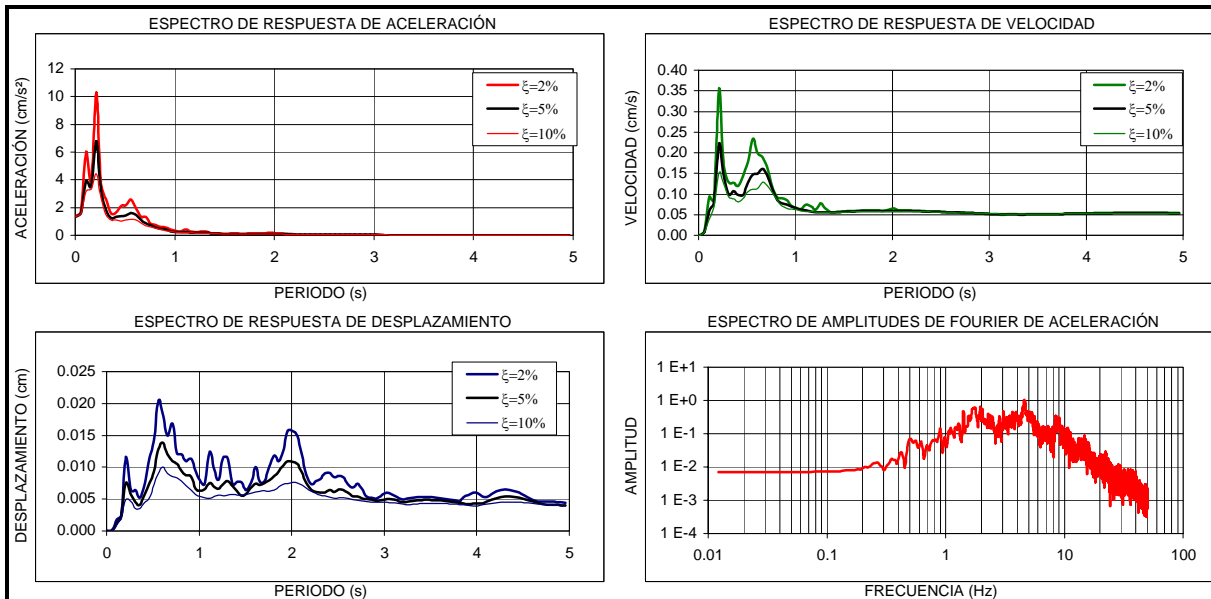 ESPECTRO DE RESPUESTA DE ACELERACIÓN
ACELERACIÓN (cm/s²)
12
10
8
6
4
2
0
0 1 2 3 4 5
PERIODO (s)
ξ=2%
ξ=5%
ξ=10%
ESPECTRO DE RESPUESTA DE VELOCIDAD
VELOCIDAD (cm/s)
0.40
0.35
0.30
0.25
0.20
0.15
0.10
0.05
0.00
0 1 2 3 4 5
PERIODO (s)
ξ=2%
ξ=5%
ξ=10%
ESPECTRO DE RESPUESTA DE DESPLAZAMIENTO
DESPLAZAMIENTO (cm)
0.025
0.020
0.015
0.010
0.005
0.000
0 1 2 3 4 5
PERIODO (s)
ξ=2%
ξ=5%
ξ=10%
ESPECTRO DE AMPLITUDES DE FOURIER DE ACELERACIÓN
AMPLITUD
1 E+1
1 E+0
1 E-1
1 E-2
1 E-3
1 E-4
0.01 0.1 1 10 100
FRECUENCIA (Hz)